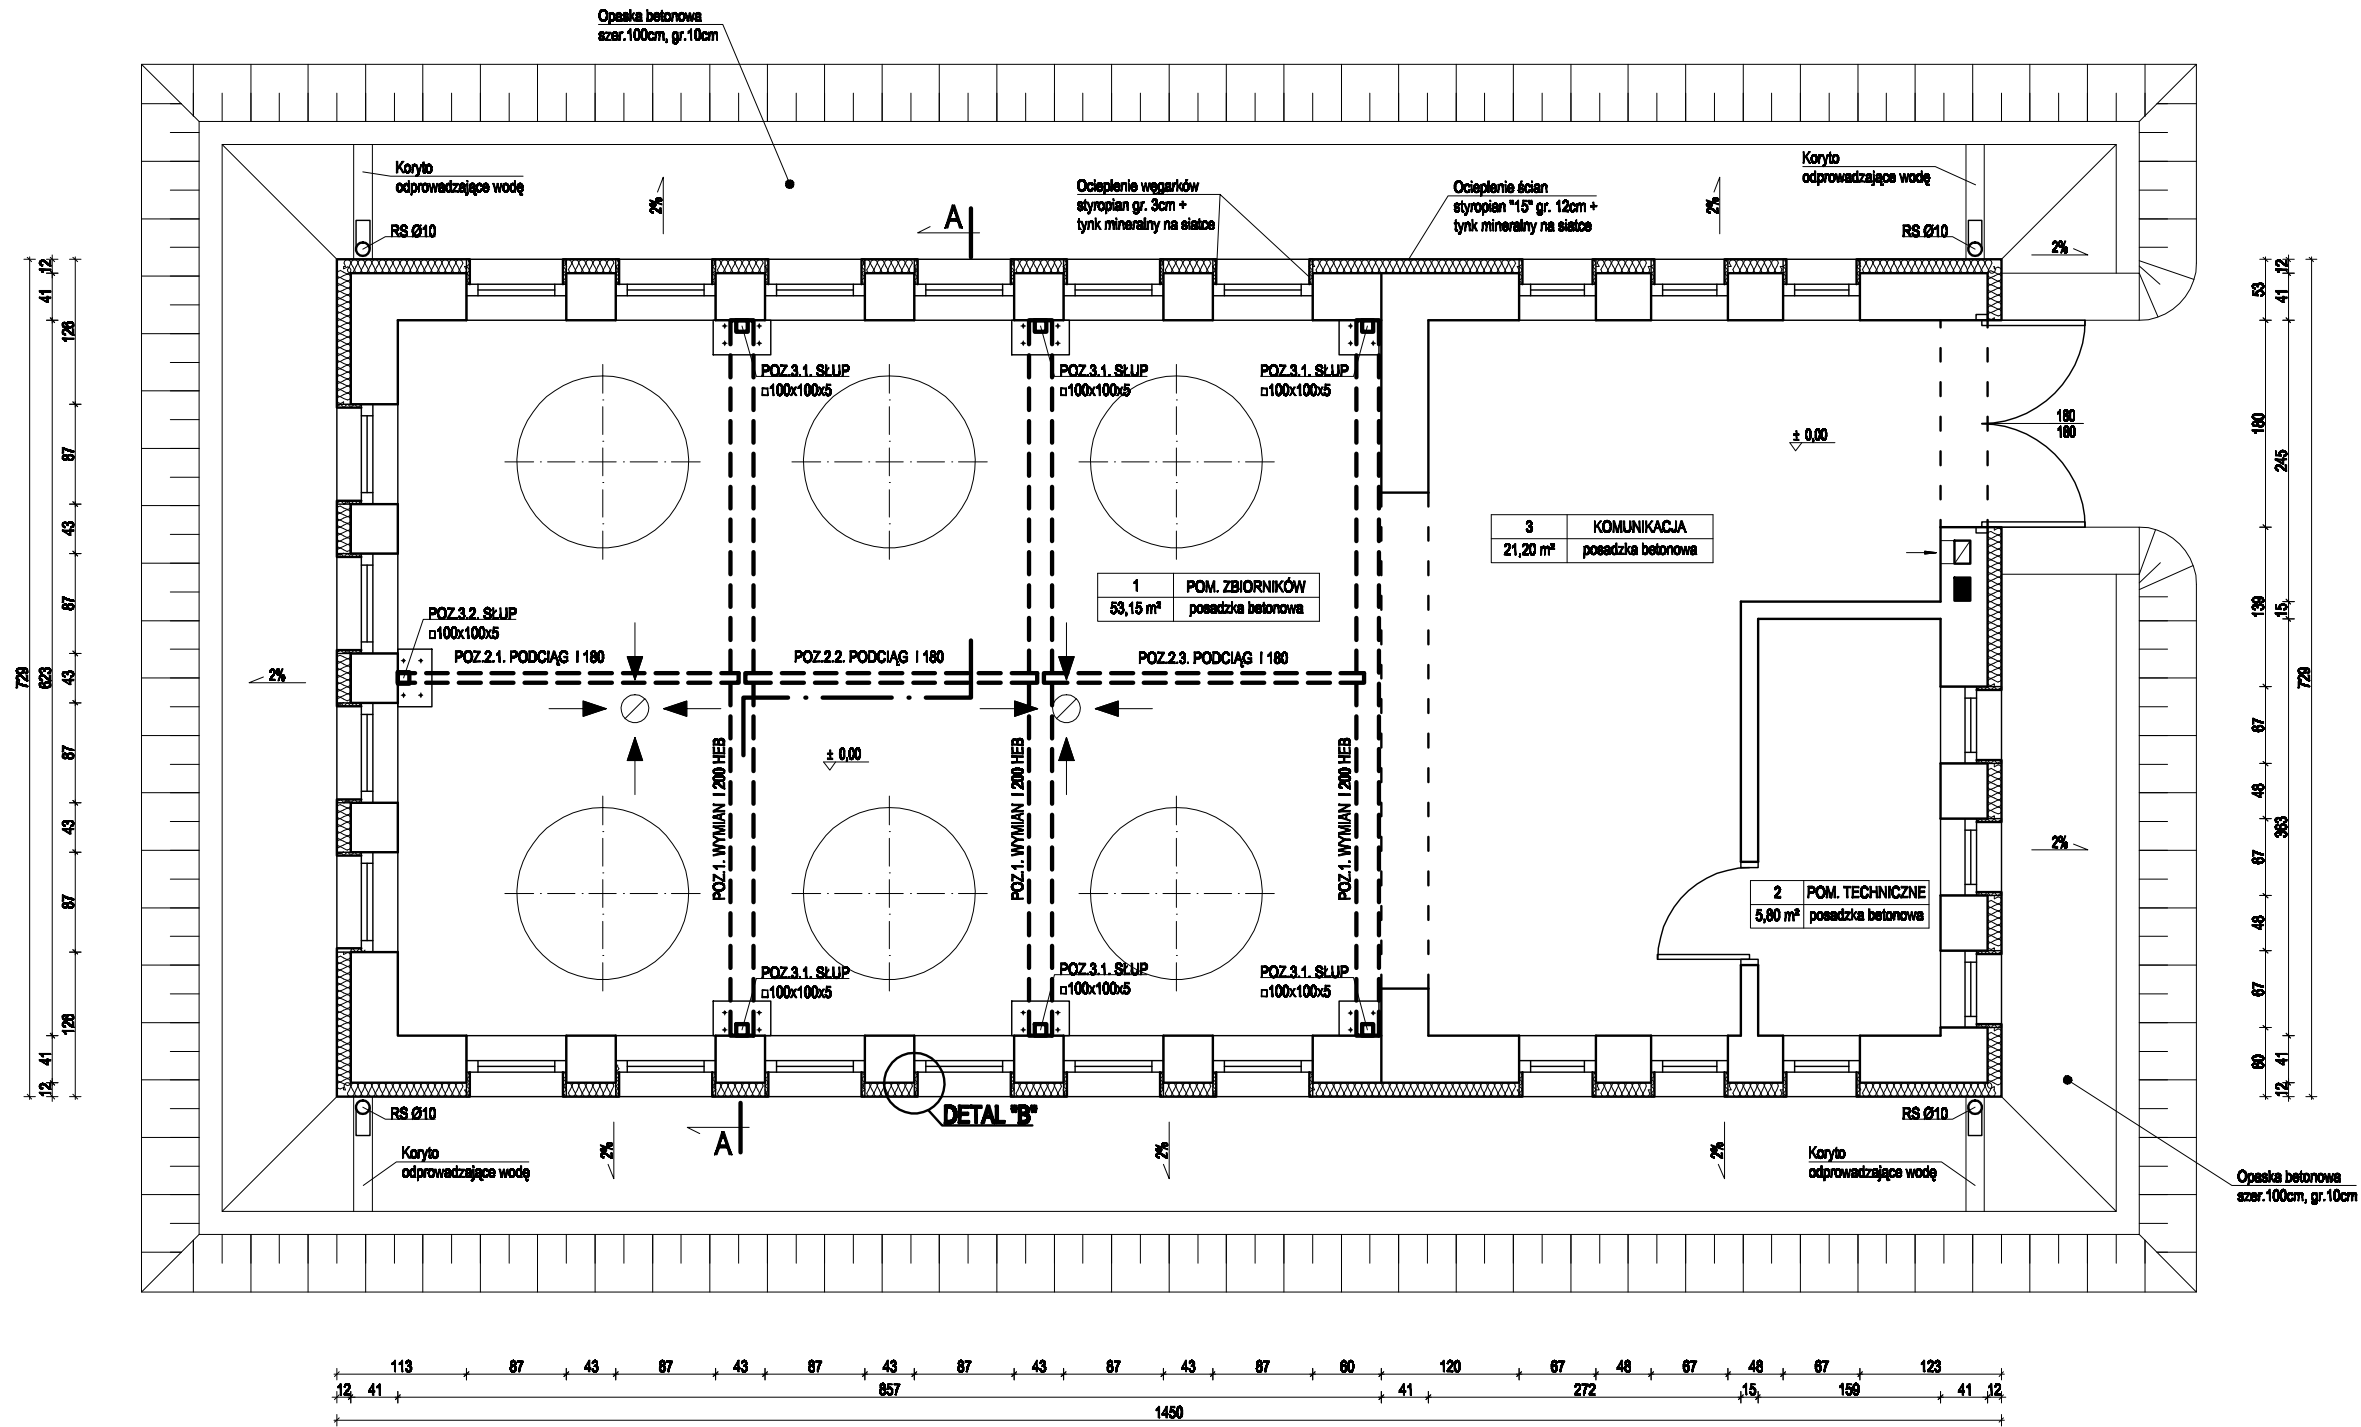 Opaska betonowa
szer.100cm, gr.10cm
Koryto
odprowadzające wodę
RS Ø10
2%
A
Ocieplenie węgarków
styropian gr. 3cm +
tynk mineralny na siatce
Ocieplenie ścian
styropian "15" gr. 12cm +
tynk mineralny na siatce
2%
Koryto
odprowadzające wodę
RS Ø10
2%
POZ.3.1. SŁUP
□100x100x5
POZ.3.1. SŁUP
□100x100x5
POZ.3.1. SŁUP
□100x100x5
180
180
± 0,00
3 KOMUNIKACJA
21,20 m² posadzka betonowa
1 POM. ZBIORNIKÓW
53,15 m² posadzka betonowa
POZ.3.2. SŁUP
□100x100x5
POZ.2.1. PODCIĄG I 180
POZ.2.2. PODCIĄG I 180
POZ.2.3. PODCIĄG I 180
2%
± 0,00
POZ.1. WYMIAN I 200 HEB
POZ.1. WYMIAN I 200 HEB
POZ.1. WYMIAN I 200 HEB
2%
2 POM. TECHNICZNE
5,80 m² posadzka betonowa
POZ.3.1. SŁUP
□100x100x5
POZ.3.1. SŁUP
□100x100x5
POZ.3.1. SŁUP
□100x100x5
RS Ø10
A
DETAL "B"
RS Ø10
2%
2%
2%
Koryto
odprowadzające wodę
Koryto
odprowadzające wodę
Opaska betonowa
szer.100cm, gr.10cm
729
12 41 623 41 12
126 87 43 87 43 87 43 87 126
53 180 139 67 48 67 48 67 60
12 41 245 15 363 41 12
729
113 87 43 87 43 87 43 87 43 87 43 87 60 120 67 48 67 48 67 123
12 41 857 41 272 15 159 41 12
1450